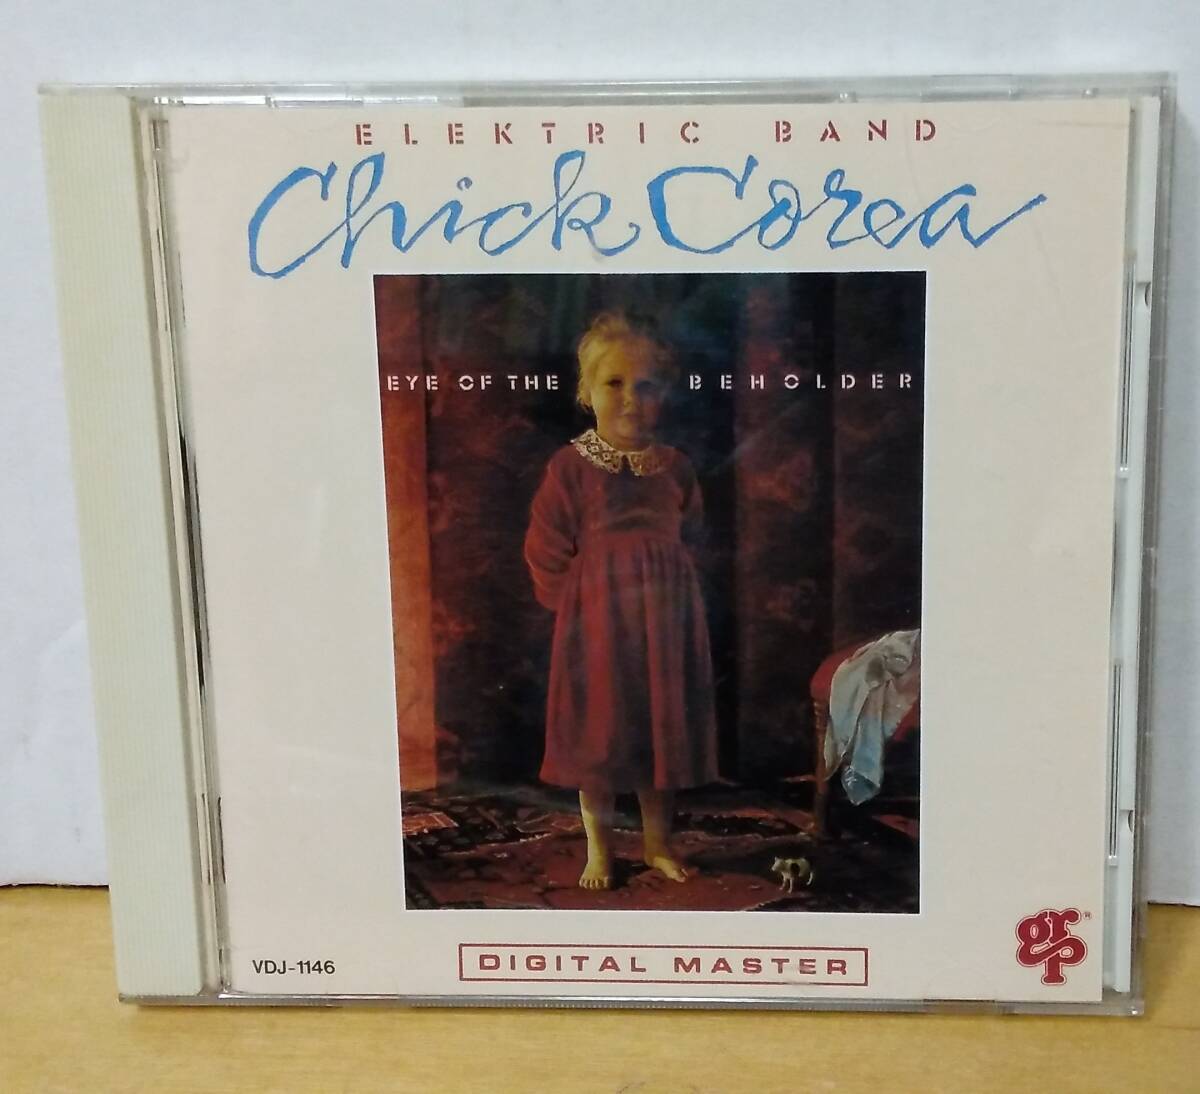 ELEKTRIC BAND
Chick Corea
EYE OF THE BEHOLDER
VDJ-1146
DIGITAL MASTER
grp®